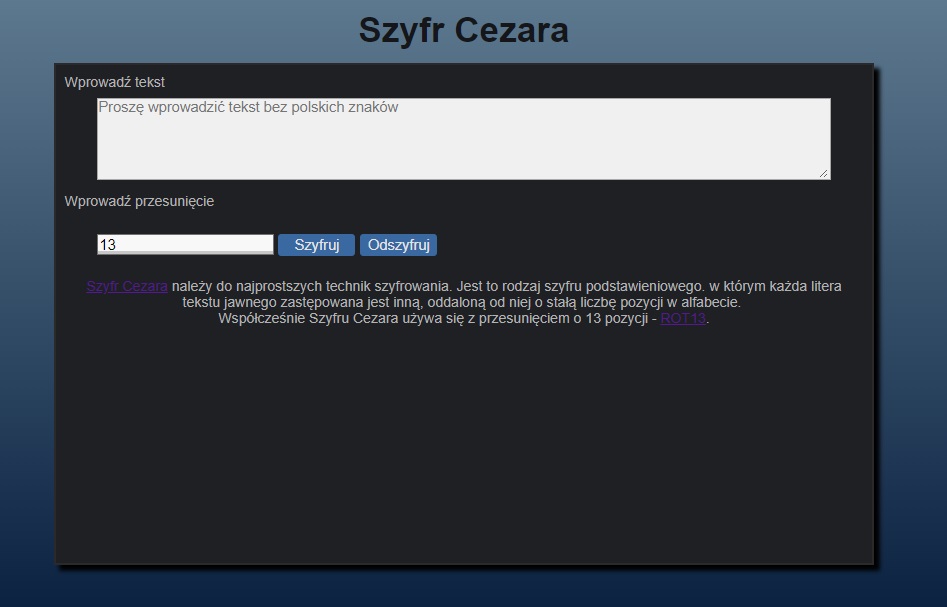 Szyfr Cezara
Wprowadź tekst
Proszę wprowadzić tekst bez polskich znaków
Wprowadź przesunięcie
13 Szyfruj Odszyfruj
Szyfr Cezara należy do najprostszych technik szyfrowania. Jest to rodzaj szyfru podstawieniowego. w którym każda litera
tekstu jawnego zastępowana jest inną, oddaloną od niej o stałą liczbę pozycji w alfabecie.
Współcześnie Szyfru Cezara używa się z przesunięciem o 13 pozycji - ROT13.